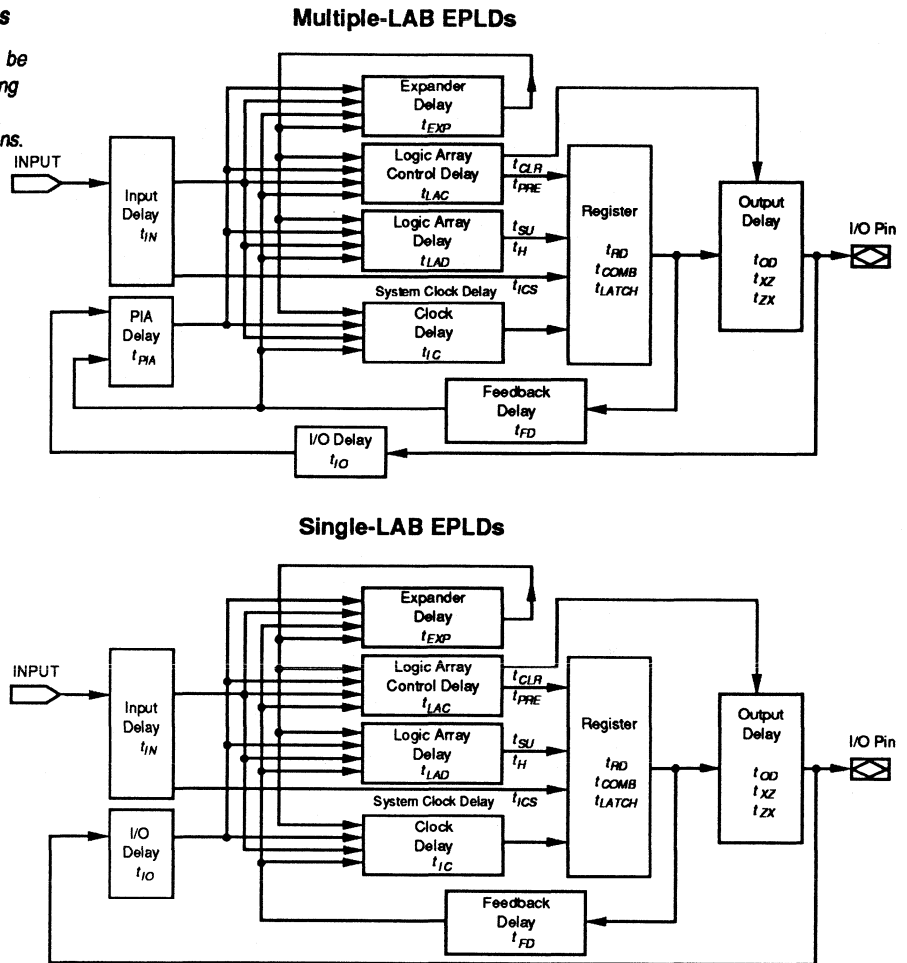 s
be
ng
ns.
Multiple-LAB EPLDs
INPUT
Input
Delay
tIN
PIA
Delay
tPIA
Expander
Delay
tEXP
Logic Array
Control Delay
tLAC
tCLR
tPRE
Logic Array
Delay
tLAD
tSU
tH
System Clock Delay
tICS
Clock
Delay
tIC
Register
tRD
tCOMB
tLATCH
Output
Delay
tOD
tXZ
tZX
I/O Pin
Feedback
Delay
tFD
I/O Delay
tIO
Single-LAB EPLDs
INPUT
Input
Delay
tIN
I/O
Delay
tIO
Expander
Delay
tEXP
Logic Array
Control Delay
tLAC
tCLR
tPRE
Logic Array
Delay
tLAD
tSU
tH
System Clock Delay
tICS
Clock
Delay
tIC
Register
tRD
tCOMB
tLATCH
Output
Delay
tOD
tXZ
tZX
I/O Pin
Feedback
Delay
tFD